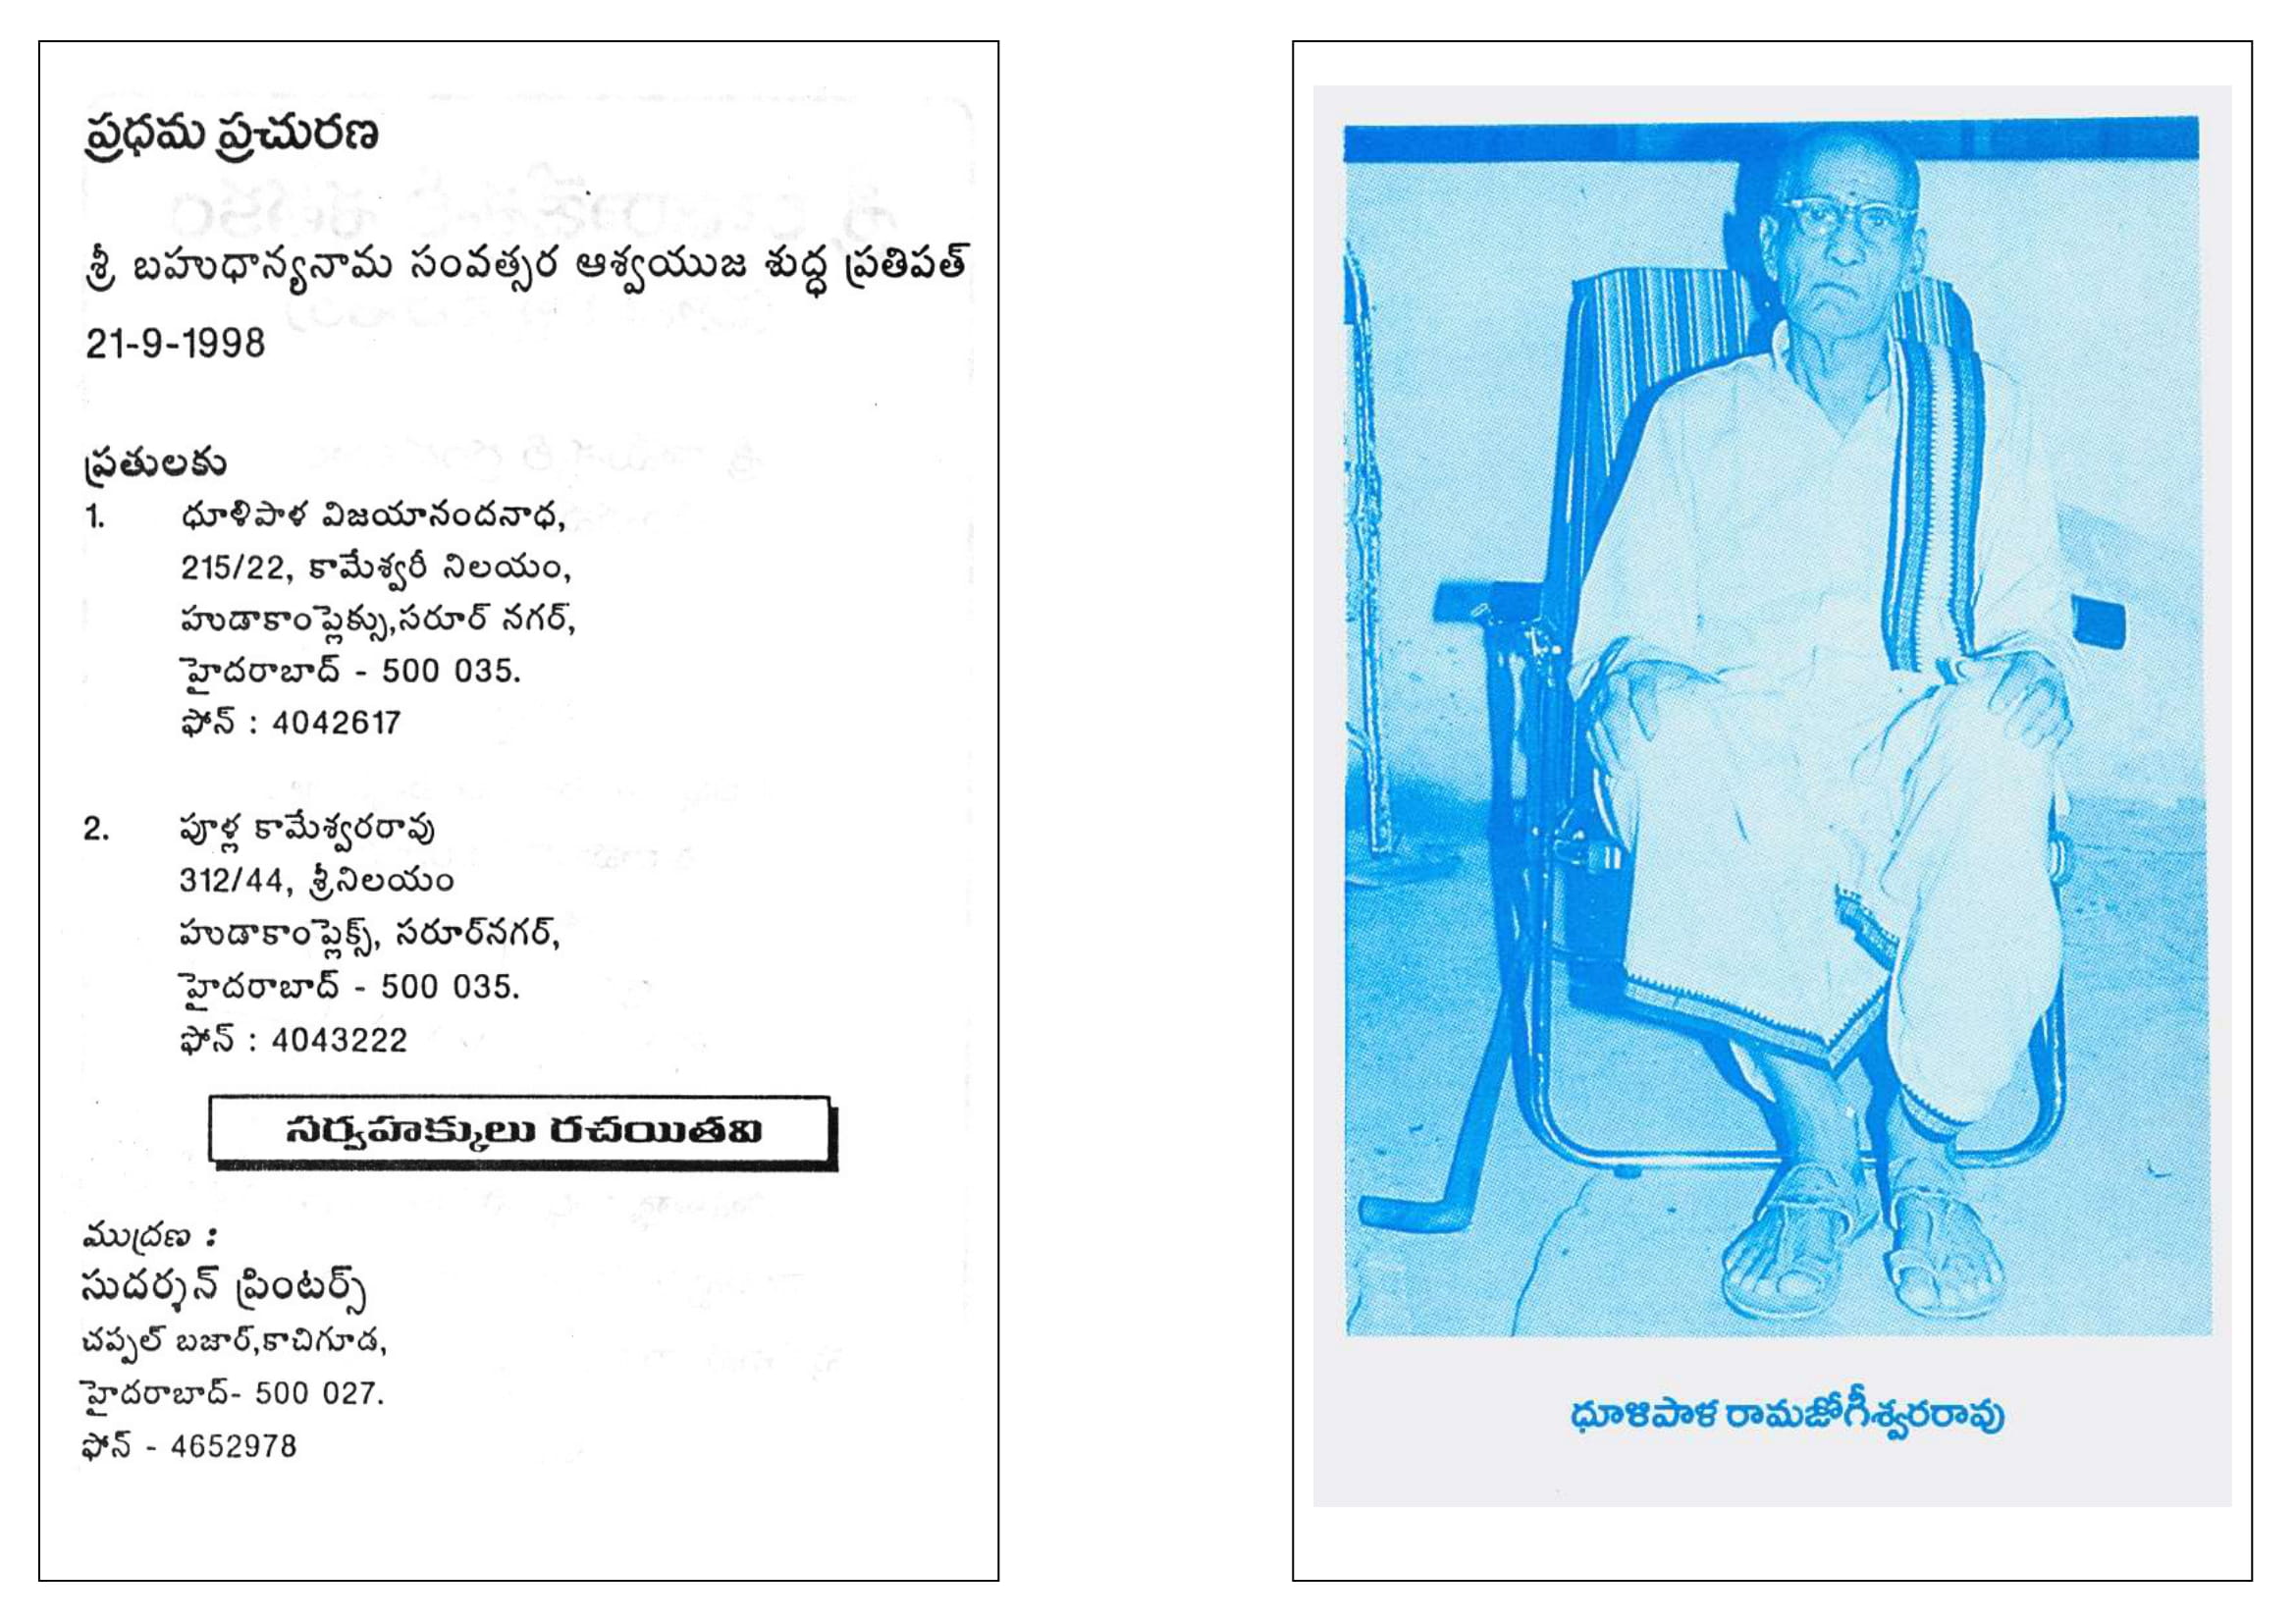 ప్రధమ ప్రచురణ
శ్రీ బహుధాన్యనామ సంవత్సర ఆశ్వయుజ శుద్ధ ప్రతిపత్
21-9-1998
ప్రతులకు
1. ధూళిపాళ విజయానందనాధ,
215/22, కామేశ్వరీ నిలయం,
హుడాకాంప్లెక్సు,సరూర్ నగర్,
హైదరాబాద్ - 500 035.
ఫోన్ : 4042617
2. పూళ్ల కామేశ్వరరావు
312/44, శ్రీనిలయం
హుడాకాంప్లెక్స్, సరూర్‌నగర్,
హైదరాబాద్ - 500 035.
ఫోన్ : 4043222
సర్వహక్కులు రచయితవి
ముద్రణ :
సుదర్శన్ ప్రింటర్స్
చప్పల్ బజార్,కాచిగూడ,
హైదరాబాద్- 500 027.
ఫోన్ - 4652978
ధూళిపాళ రామజోగీశ్వరరావు